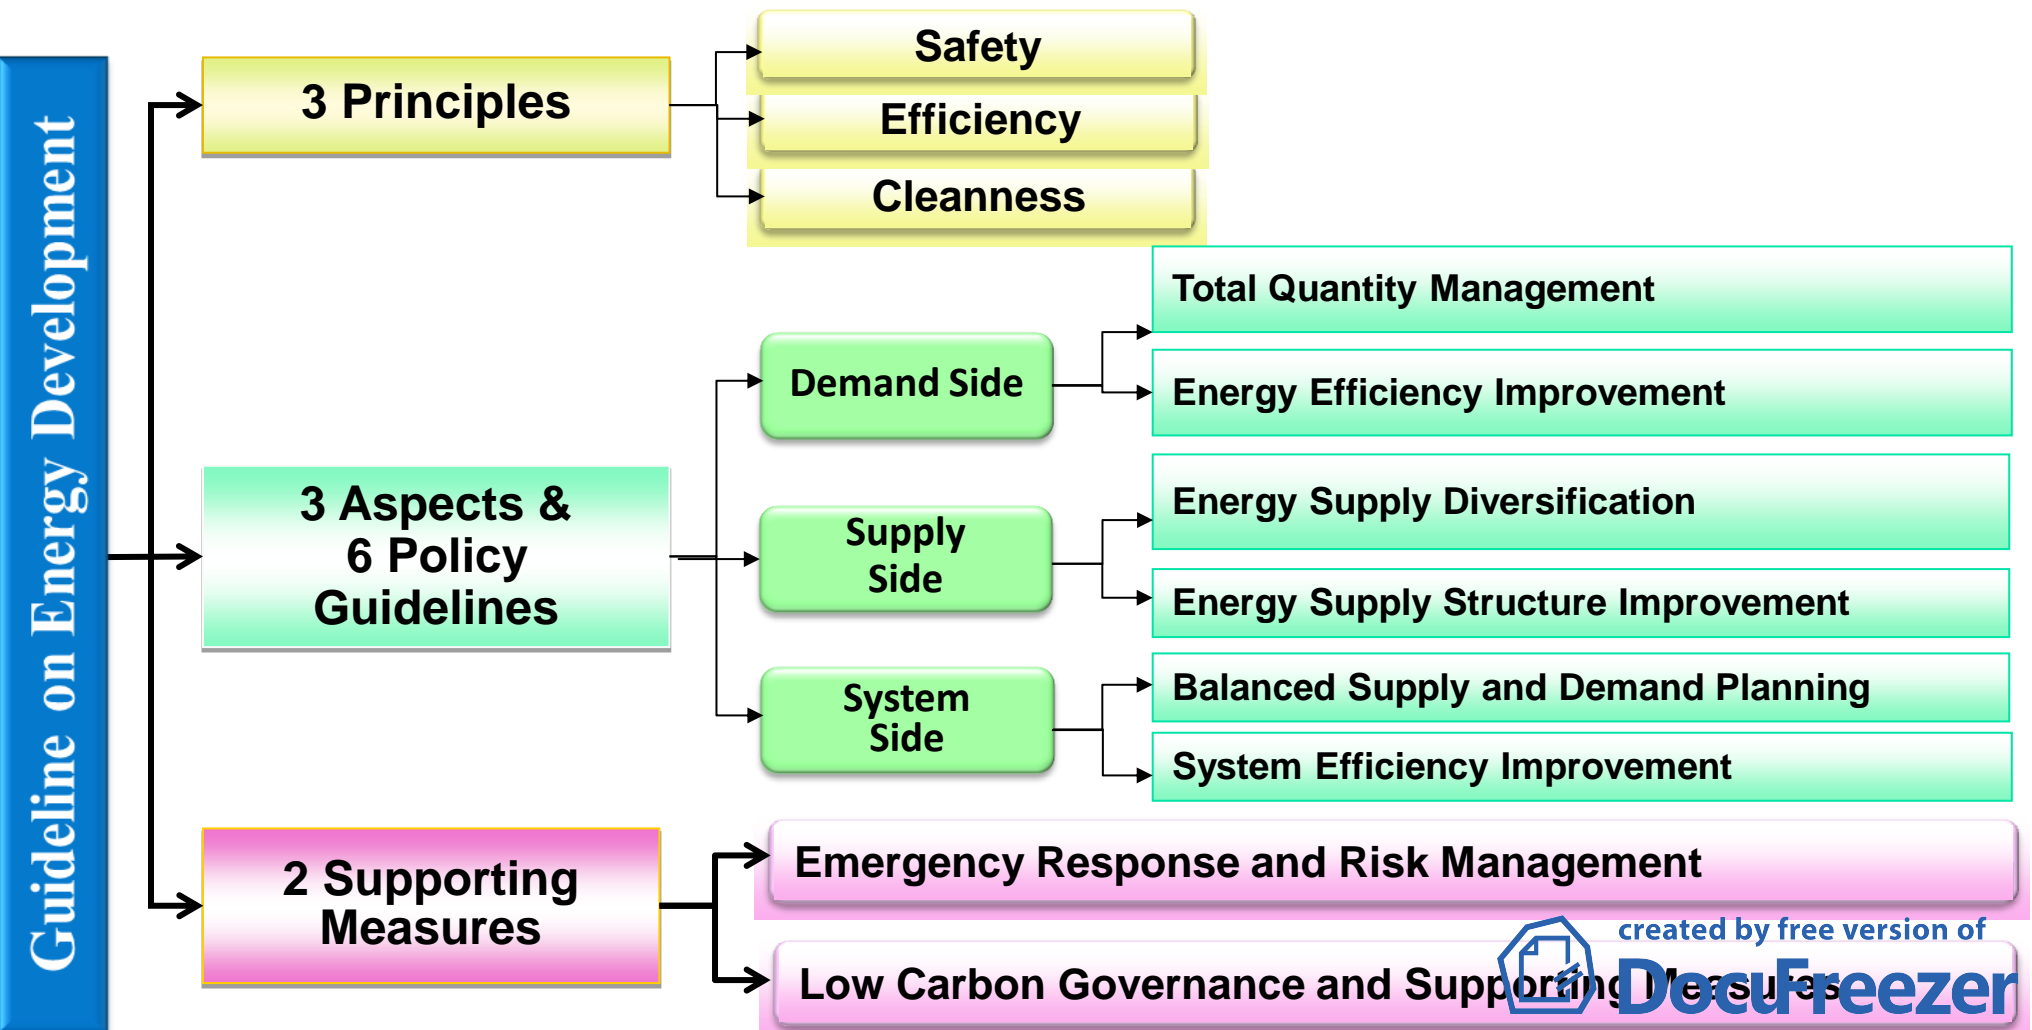 Guideline on Energy Development
3 Principles
Safety
Efficiency
Cleanness
3 Aspects &
6 Policy
Guidelines
Demand Side
Total Quantity Management
Energy Efficiency Improvement
Supply
Side
Energy Supply Diversification
Energy Supply Structure Improvement
System
Side
Balanced Supply and Demand Planning
System Efficiency Improvement
2 Supporting
Measures
Emergency Response and Risk Management
Low Carbon Governance and Supporting Measures
created by free version of
DocuFreezer